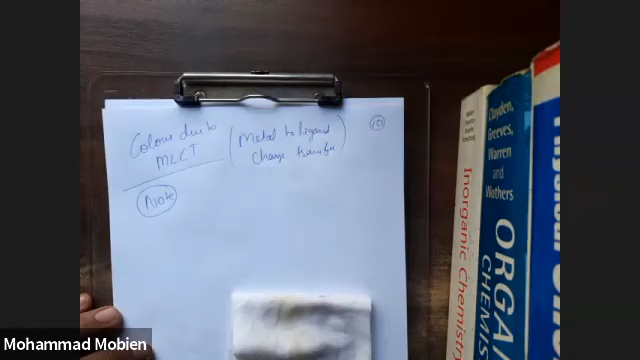 Colour due to
MLCT
(Metal to ligand
charge transfer)
10
Note
Inorganic Chemistry
Clayden,
Greeves,
Warren
and
Wothers
ORGA
CHEMIS
Mohammad Mobien